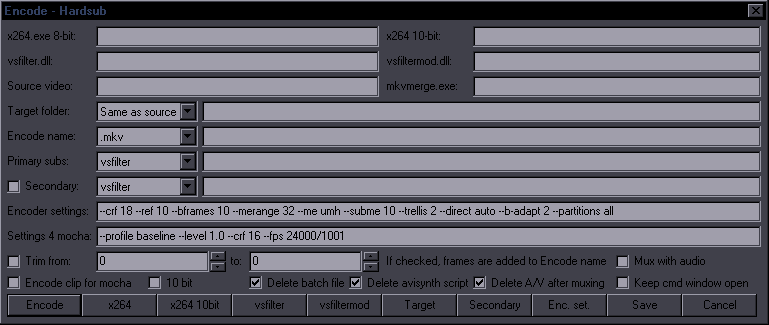 Encode - Hardsub
x264.exe 8-bit: x264 10-bit:
vsfilter.dll: vsfiltermod.dll:
Source video: mkvmerge.exe:
Target folder: Same as source
Encode name: .mkv
Primary subs: vsfilter
Secondary: vsfilter
Encoder settings: --crf 18 --ref 10 --bframes 10 --merange 32 --me umh --subme 10 --trellis 2 --direct auto --b-adapt 2 --partitions all
Settings 4 mocha: --profile baseline --level 1.0 --crf 16 --fps 24000/1001
Trim from: 0 to: 0 If checked, frames are added to Encode name Mux with audio
Encode clip for mocha 10 bit Delete batch file Delete avisynth script Delete A/V after muxing Keep cmd window open
Encode x264 x264 10bit vsfilter vsfiltermod Target Secondary Enc. set. Save Cancel